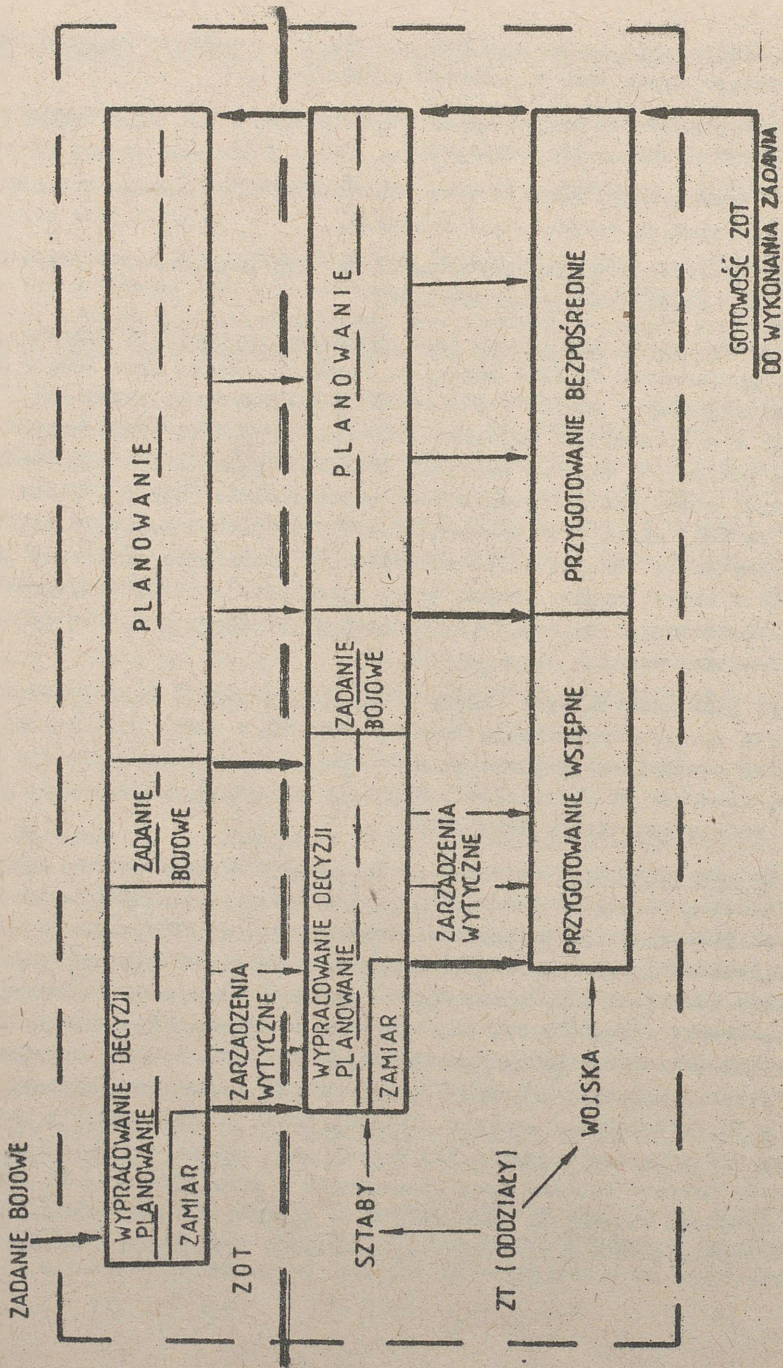 ZADANIE BOJOWE
WYPRACOWANIE DECYZJI
PLANOWANIE
ZAMIAR
ZADANIE
BOJOWE
PLANOWANIE
ZOT
ZARZĄDZENIA
WYTYCZNE
SZTABY
WYPRACOWANIE DECYZJI
PLANOWANIE
ZAMIAR
ZADANIE
BOJOWE
PLANOWANIE
ZARZĄDZENIA
WYTYCZNE
ZT (ODDZIAŁY)
WOJSKA
PRZYGOTOWANIE WSTĘPNE
PRZYGOTOWANIE BEZPOŚREDNIE
GOTOWOŚĆ ZOT
DO WYKONANIA ZADANIA